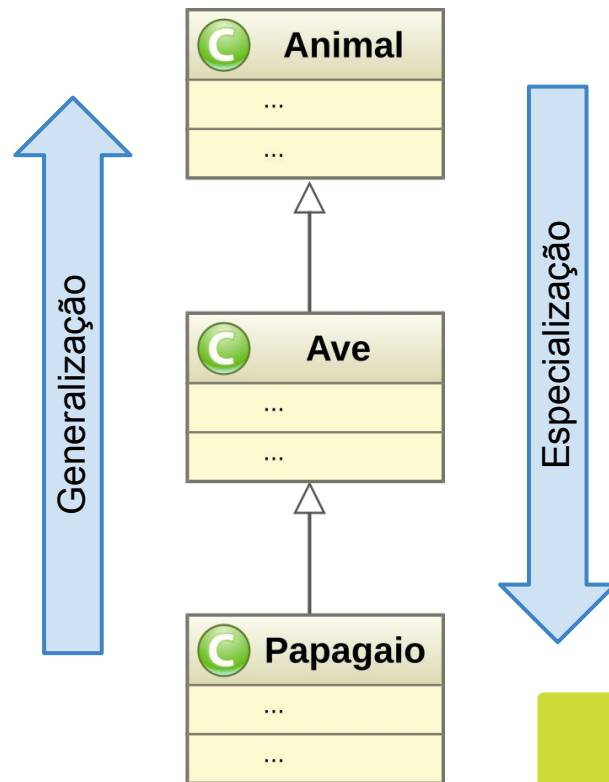 C Animal
...
...
Generalização
Especialização
C Ave
...
...
C Papagaio
...
...